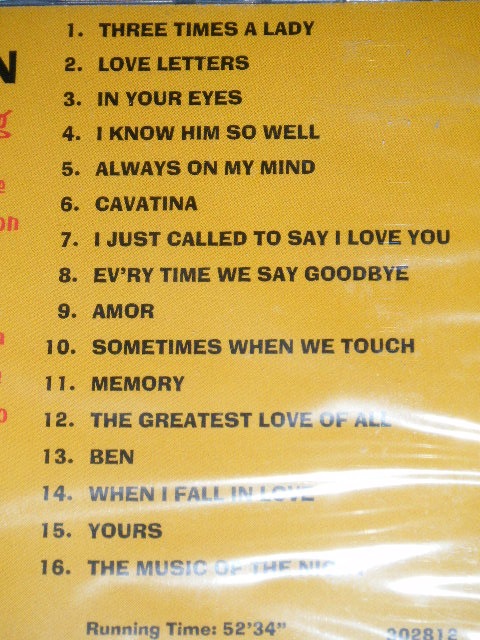 N
1. THREE TIMES A LADY
2. LOVE LETTERS
3. IN YOUR EYES
g
4. I KNOW HIM SO WELL
5. ALWAYS ON MY MIND
e
6. CAVATINA
on
7. I JUST CALLED TO SAY I LOVE YOU
8. EV'RY TIME WE SAY GOODBYE
9. AMOR
a
10. SOMETIMES WHEN WE TOUCH
11. MEMORY
12. THE GREATEST LOVE OF ALL
13. BEN
14. WHEN I FALL IN LOVE
15. YOURS
16. THE MUSIC OF THE
Running Time: 52'34"
302812